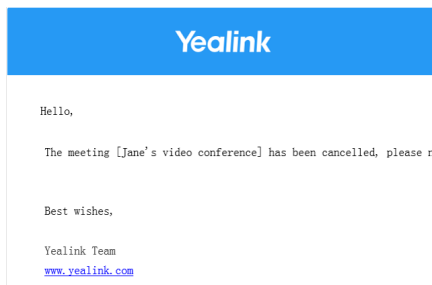 Yealink
Hello,
The meeting [Jane's video conference] has been cancelled, please
Best wishes,
Yealink Team
www.yealink.com